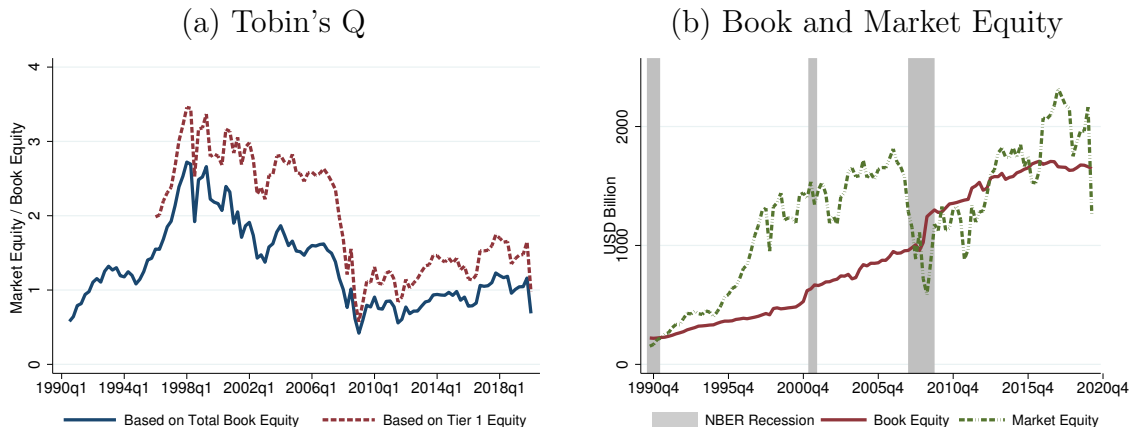 (a) Tobin's Q
Market Equity / Book Equity
4
3
2
1
0
1990q1 1994q1 1998q1 2002q1 2006q1 2010q1 2014q1 2018q1
Based on Total Book Equity Based on Tier 1 Equity
(b) Book and Market Equity
USD Billion
2000
1000
0
1990q4 1995q4 2000q4 2005q4 2010q4 2015q4 2020q4
NBER Recession Book Equity Market Equity